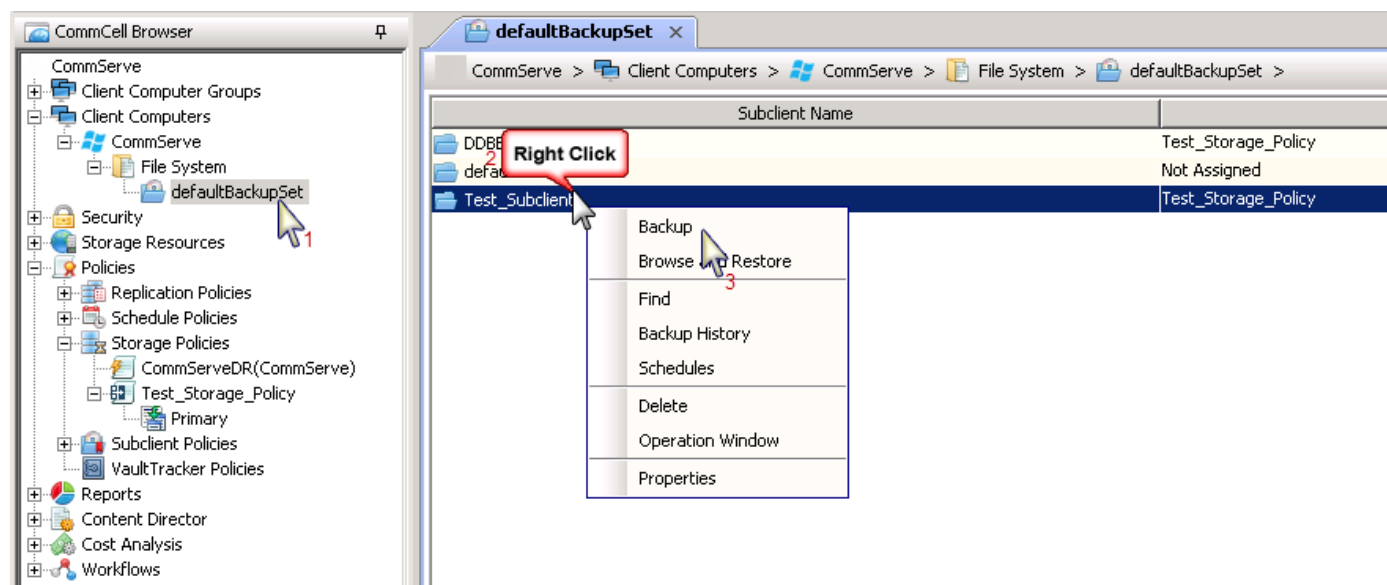 CommCell Browser
CommServe
Client Computer Groups
Client Computers
CommServe
File System
defaultBackupSet
1
Security
Storage Resources
Policies
Replication Policies
Schedule Policies
Storage Policies
CommServeDR(CommServe)
Test_Storage_Policy
Primary
Subclient Policies
VaultTracker Policies
Reports
Content Director
Cost Analysis
Workflows
defaultBackupSet ×
CommServe > Client Computers > CommServe > File System > defaultBackupSet >
Subclient Name
Test_Storage_Policy
2 Right Click
Not Assigned
Test_Subclient Test_Storage_Policy
Backup
Browse Restore
3
Find
Backup History
Schedules
Delete
Operation Window
Properties